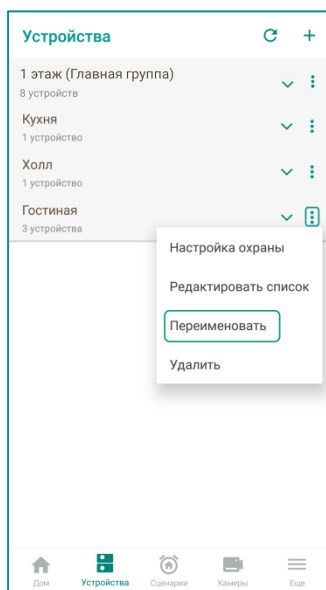 Устройства
1 этаж (Главная группа)
8 устройств
Кухня
1 устройство
Холл
1 устройство
Гостиная
3 устройства
Настройка охраны
Редактировать список
Переименовать
Удалить
Дом
Устройства
Сценарии
Камеры
Еще